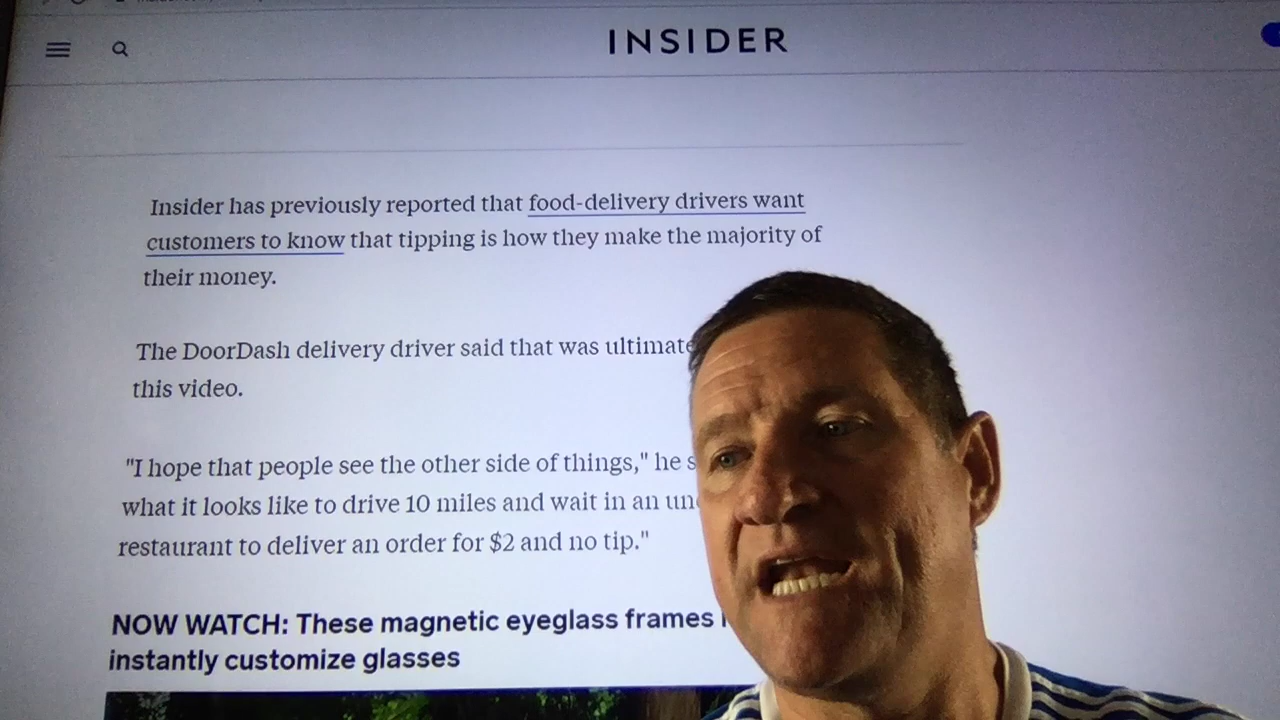 INSIDER
Insider has previously reported that food-delivery drivers want
customers to know that tipping is how they make the majority of
their money.
The DoorDash delivery driver said that was
this video.
"I hope that people see the other side of things," he
what it looks like to drive 10 miles and wait in an
restaurant to deliver an order for $2 and no tip."
NOW WATCH: These magnetic eyeglass frames
instantly customize glasses